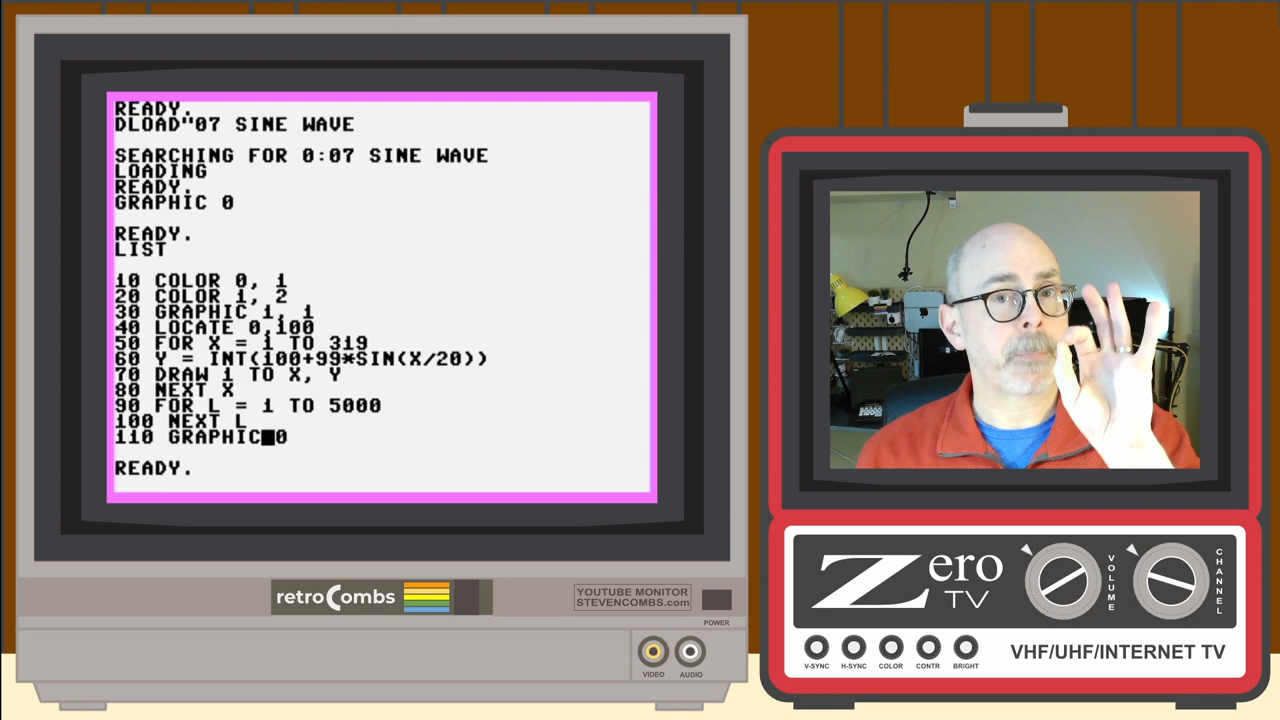 READY.
DLOAD"07 SINE WAVE
SEARCHING FOR 0:07 SINE WAVE
LOADING
READY.
GRAPHIC 0
READY.
LIST
10 COLOR 0, 1
20 COLOR 1, 2
30 GRAPHIC 1, 1
40 LOCATE 0,100
50 FOR X = 1 TO 319
60 Y = INT(100+99*SIN(X/20))
70 DRAW 1 TO X, Y
80 NEXT X
90 FOR L = 1 TO 5000
100 NEXT L
110 GRAPHIC 0
READY.
retroCombs
YOUTUBE MONITOR
STEVENCOMBS.com
POWER
VIDEO
AUDIO
Zero
TV
VOLUME
CHANNEL
V-SYNC
H-SYNC
COLOR
CONTR
BRIGHT
VHF/UHF/INTERNET TV